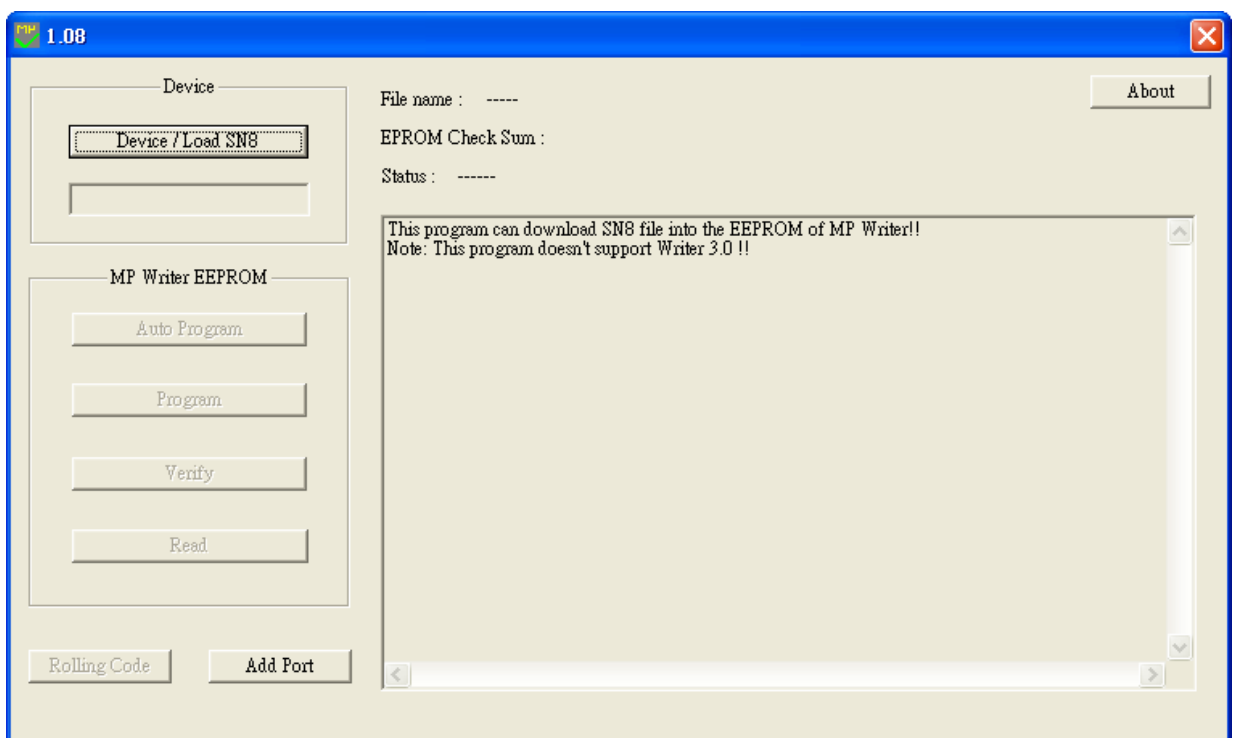 MP 1.08
Device
Device / Load SN8
MP Writer EEPROM
Auto Program
Program
Verify
Read
Rolling Code
Add Port
File name : -----
About
EPROM Check Sum :
Status : ------
This program can download SN8 file into the EEPROM of MP Writer!!
Note: This program doesn't support Writer 3.0 !!